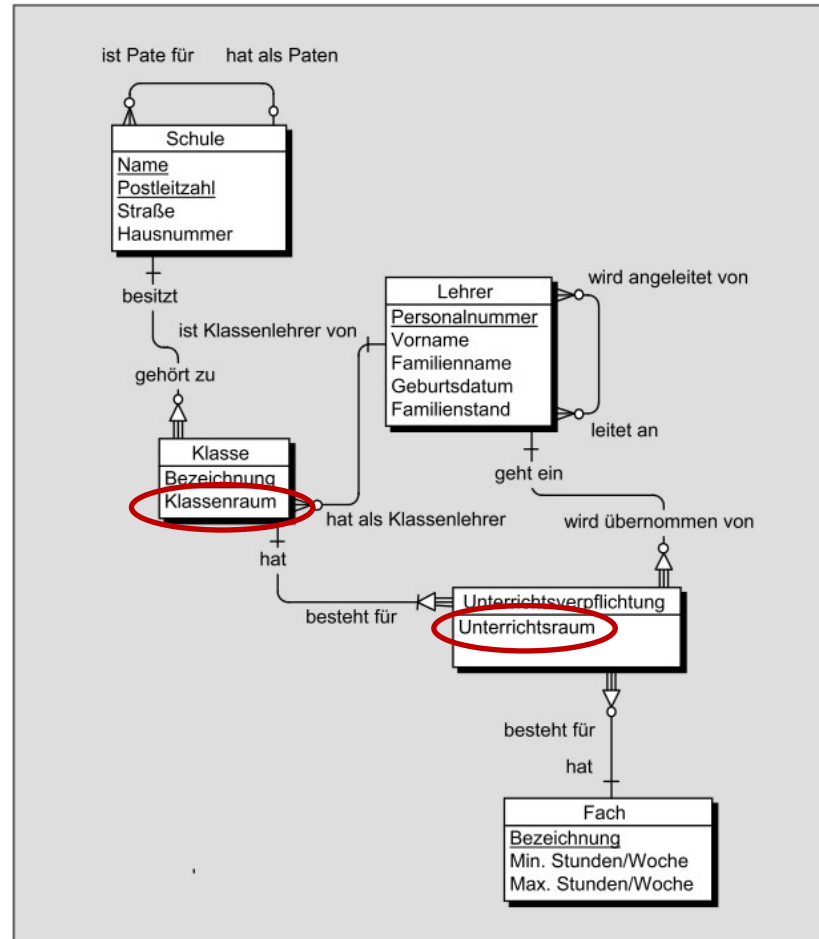 ist Pate für hat als Paten
Schule
Name
Postleitzahl
Straße
Hausnummer
besitzt
gehört zu
Lehrer
Personalnummer
Vorname
Familienname
Geburtsdatum
Familienstand
wird angeleitet von
leitet an
ist Klassenlehrer von
hat als Klassenlehrer
Klasse
Bezeichnung
Klassenraum
hat
besteht für
geht ein
wird übernommen von
Unterrichtsverpflichtung
Unterrichtsraum
besteht für
hat
Fach
Bezeichnung
Min. Stunden/Woche
Max. Stunden/Woche